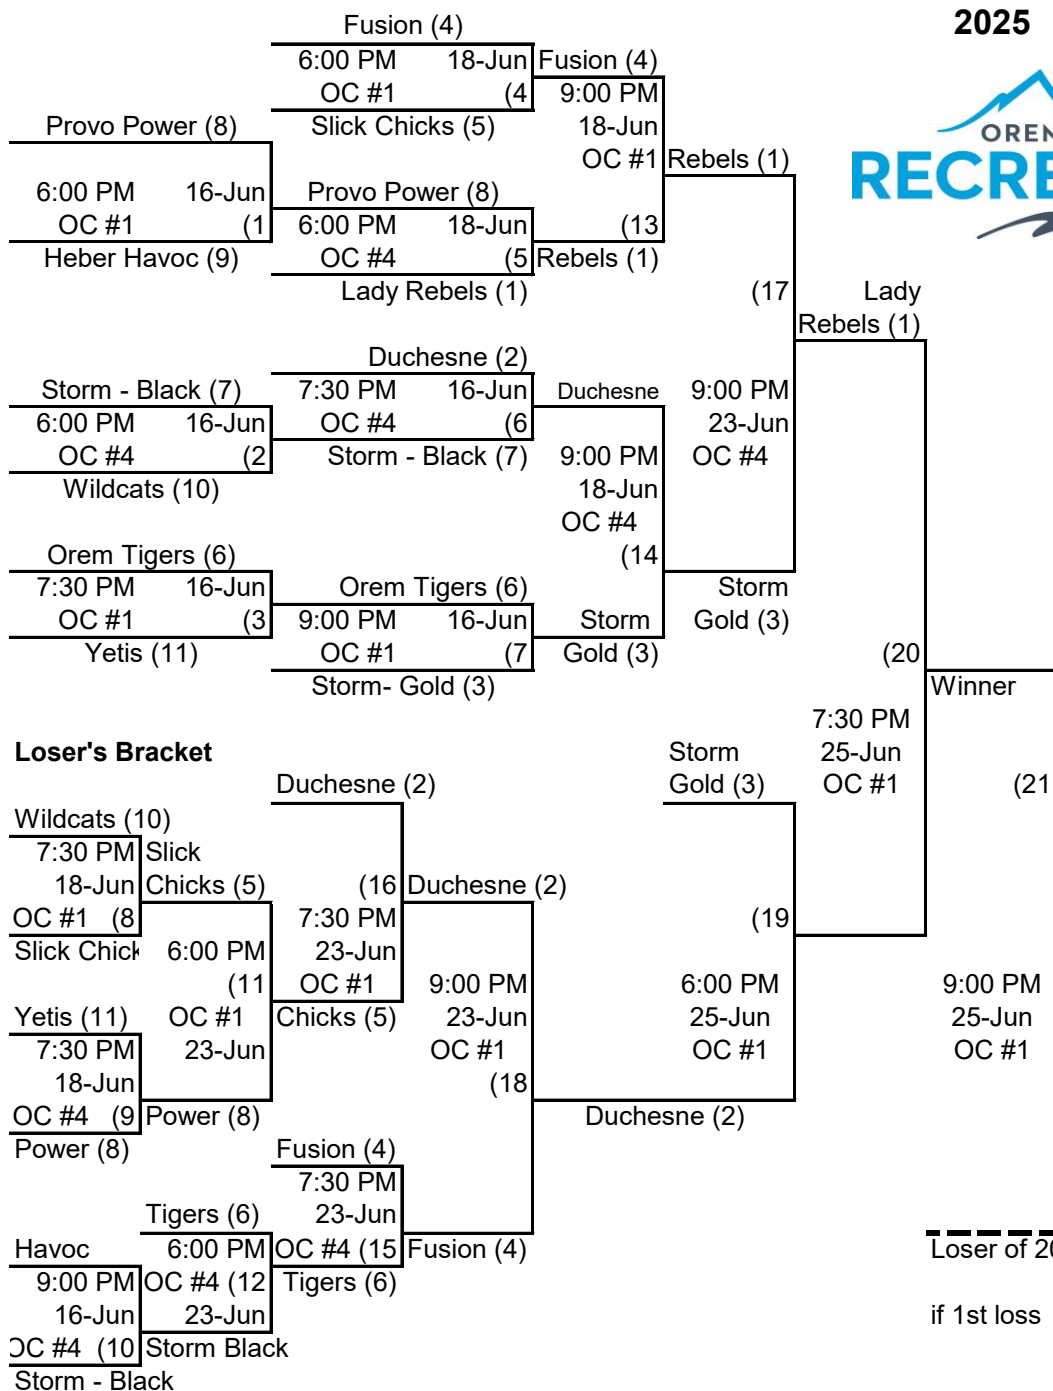 2025
Fusion (4)
6:00 PM 18-Jun Fusion (4)
OC #1 (4 9:00 PM
Provo Power (8) Slick Chicks (5) 18-Jun
OC #1 Rebels (1)
OREM
RECRE
6:00 PM 16-Jun Provo Power (8)
OC #1 (1 6:00 PM 18-Jun (13
Heber Havoc (9) OC #4 (5 Rebels (1)
Lady Rebels (1) (17 Lady
Rebels (1)
Duchesne (2)
Storm - Black (7) 7:30 PM 16-Jun Duchesne 9:00 PM
6:00 PM 16-Jun OC #4 (6 23-Jun
OC #4 (2 Storm - Black (7) 9:00 PM OC #4
Wildcats (10) 18-Jun
OC #4
Orem Tigers (6) (14
7:30 PM 16-Jun Orem Tigers (6) Storm
OC #1 (3 9:00 PM 16-Jun Storm Gold (3)
Yetis (11) OC #1 (7 Gold (3) (20
Storm- Gold (3) Winner
7:30 PM
Loser's Bracket Storm 25-Jun
Duchesne (2) Gold (3) OC #1 (21
Wildcats (10)
7:30 PM Slick
18-Jun Chicks (5) (16 Duchesne (2)
OC #1 (8 7:30 PM (19
Slick Chick 6:00 PM 23-Jun
(11 OC #1 9:00 PM 6:00 PM 9:00 PM
Yetis (11) OC #1 Chicks (5) 23-Jun 25-Jun 25-Jun
7:30 PM 23-Jun OC #1 OC #1 OC #1
18-Jun (18
OC #4 (9 Power (8) Duchesne (2)
Power (8) Fusion (4)
7:30 PM
Tigers (6) 23-Jun
Havoc 6:00 PM OC #4 (15 Fusion (4) Loser of 20
9:00 PM OC #4 (12 Tigers (6)
16-Jun 23-Jun if 1st loss
OC #4 (10 Storm Black
Storm - Black